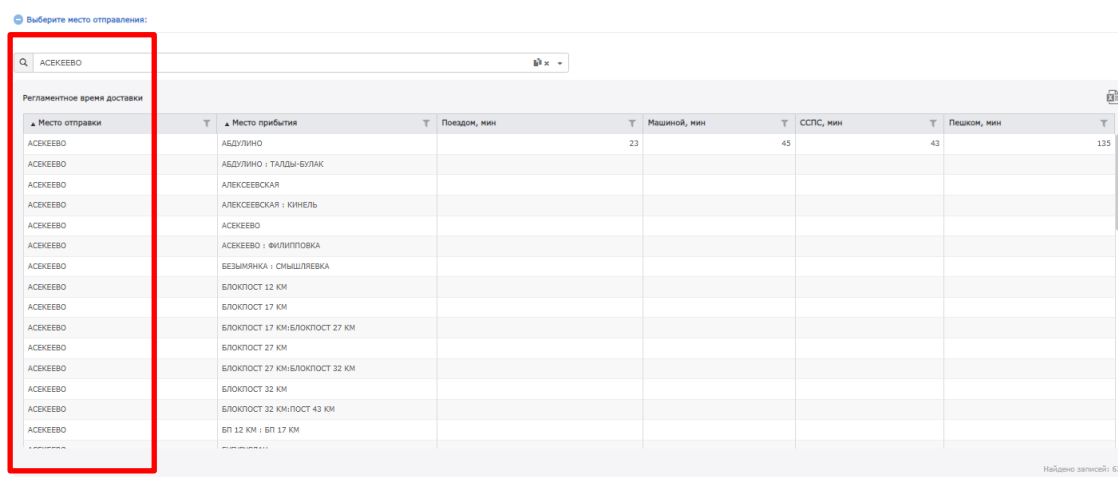 Выберите место отправления:
АСЕКЕЕВО
Регламентное время доставки
Место отправки Место прибытия Поездом, мин Машиной, мин ССПС, мин Пешком, мин
АСЕКЕЕВО АБДУЛИНО 23 45 43 135
АСЕКЕЕВО АБДУЛИНО : ТАЛДЫ-БУЛАК
АСЕКЕЕВО АЛЕКСЕЕВСКАЯ
АСЕКЕЕВО АЛЕКСЕЕВСКАЯ : КИНЕЛЬ
АСЕКЕЕВО АСЕКЕЕВО
АСЕКЕЕВО АСЕКЕЕВО : ФИЛИППОВКА
АСЕКЕЕВО БЕЗЫМЯНКА : СМЫШЛЯЕВКА
АСЕКЕЕВО БЛОКПОСТ 12 КМ
АСЕКЕЕВО БЛОКПОСТ 17 КМ
АСЕКЕЕВО БЛОКПОСТ 17 КМ:БЛОКПОСТ 27 КМ
АСЕКЕЕВО БЛОКПОСТ 27 КМ
АСЕКЕЕВО БЛОКПОСТ 27 КМ:БЛОКПОСТ 32 КМ
АСЕКЕЕВО БЛОКПОСТ 32 КМ
АСЕКЕЕВО БЛОКПОСТ 32 КМ:ПОСТ 43 КМ
АСЕКЕЕВО БП 12 КМ : БП 17 КМ
Найдено записей: